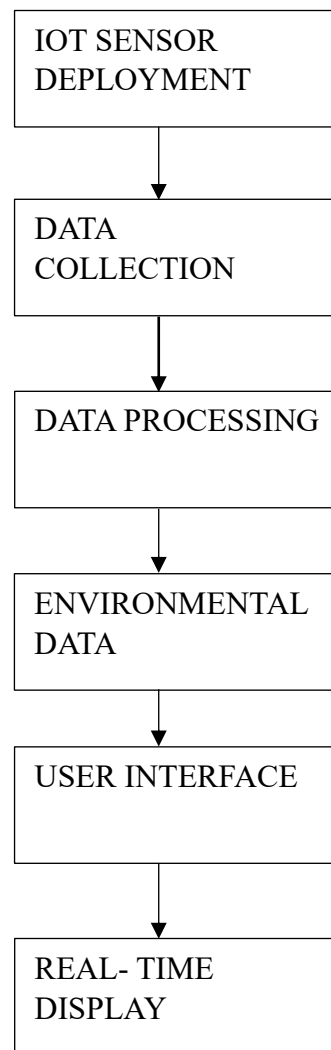 IOT SENSOR
DEPLOYMENT
DATA
COLLECTION
DATA PROCESSING
ENVIRONMENTAL
DATA
USER INTERFACE
REAL- TIME
DISPLAY